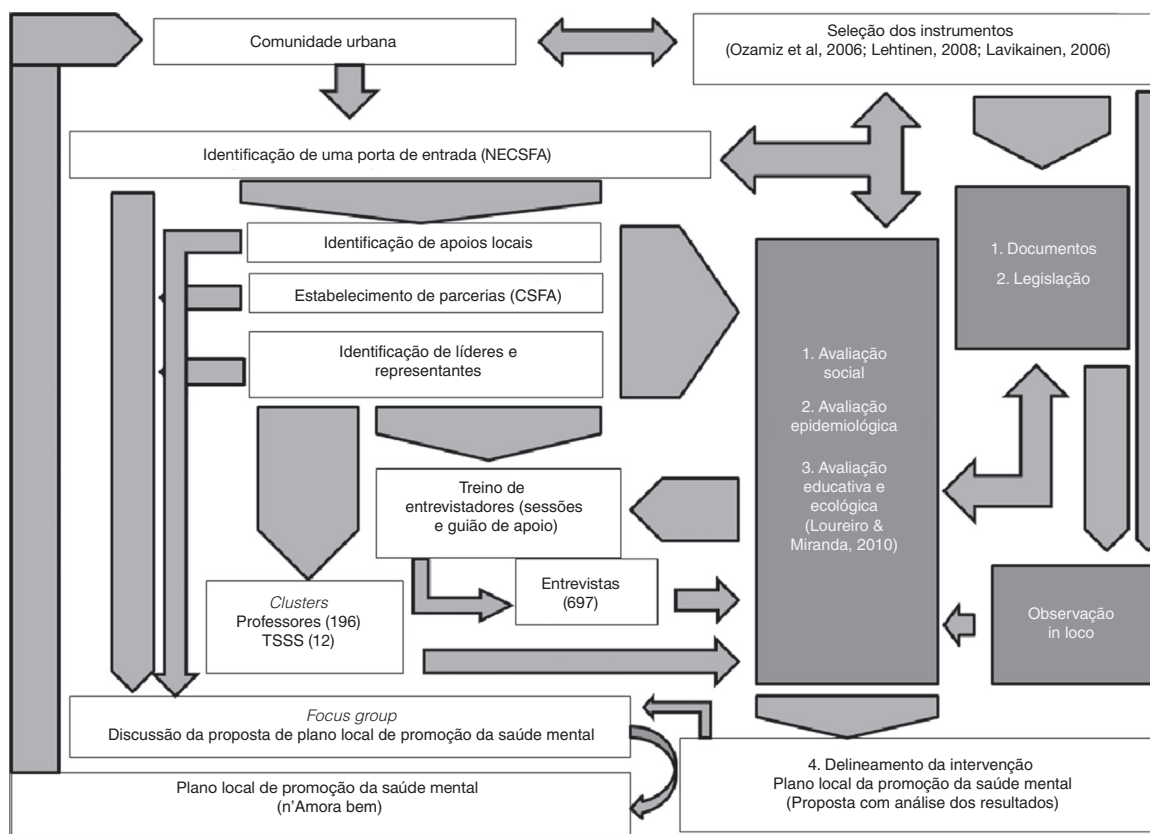 Comunidade urbana
Seleção dos instrumentos
(Ozamiz et al, 2006; Lehtinen, 2008; Lavikainen, 2006)
Identificação de uma porta de entrada (NECSFA)
Identificação de apoios locais
Estabelecimento de parcerias (CSFA)
Identificação de líderes e
representantes
1. Documentos
2. Legislação
1. Avaliação
social
2. Avaliação
epidemiológica
3. Avaliação
educativa e
ecológica
(Loureiro &
Miranda, 2010)
Treino de
entrevistadores (sessões
e guião de apoio)
Entrevistas
(697)
Clusters
Professores (196)
TSSS (12)
Observação
in loco
Focus group
Discussão da proposta de plano local de promoção da saúde mental
Plano local de promoção da saúde mental
(n'Amora bem)
4. Delineamento da intervenção
Plano local da promoção da saúde mental
(Proposta com análise dos resultados)